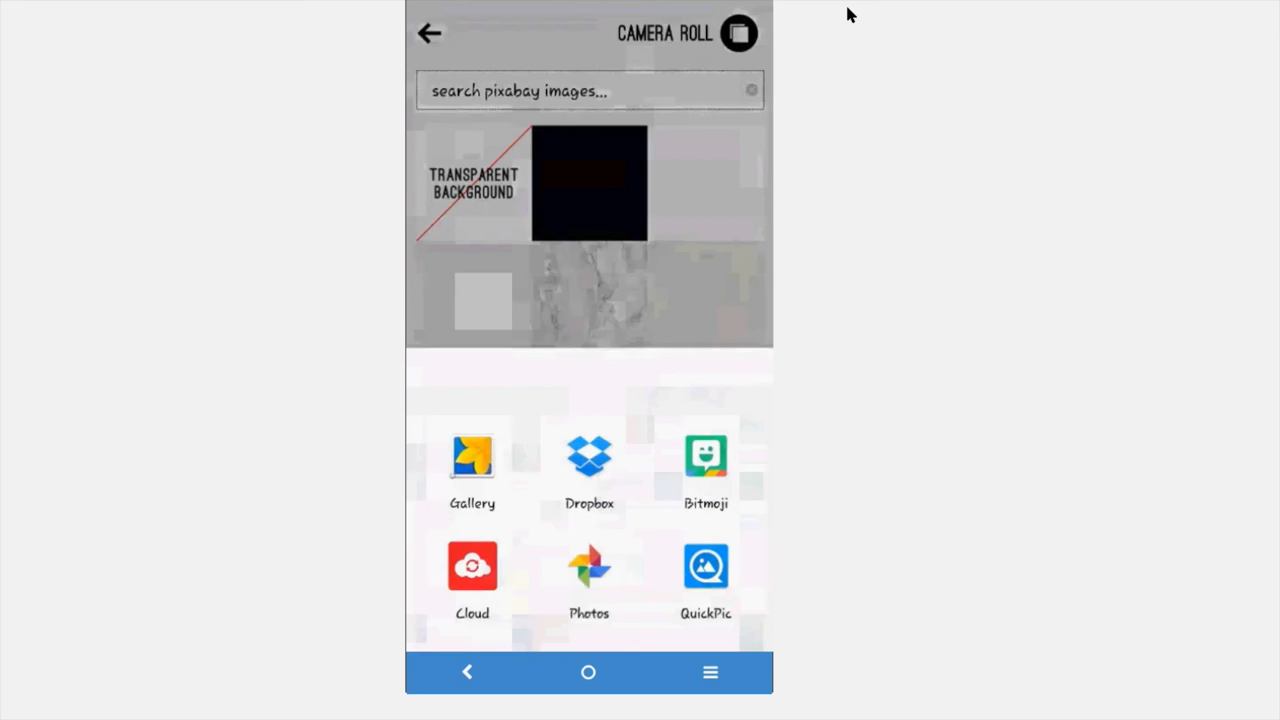 CAMERA ROLL
search pixabay images...
TRANSPARENT
BACKGROUND
Gallery
Dropbox
Bitmoji
Cloud
Photos
QuickPic